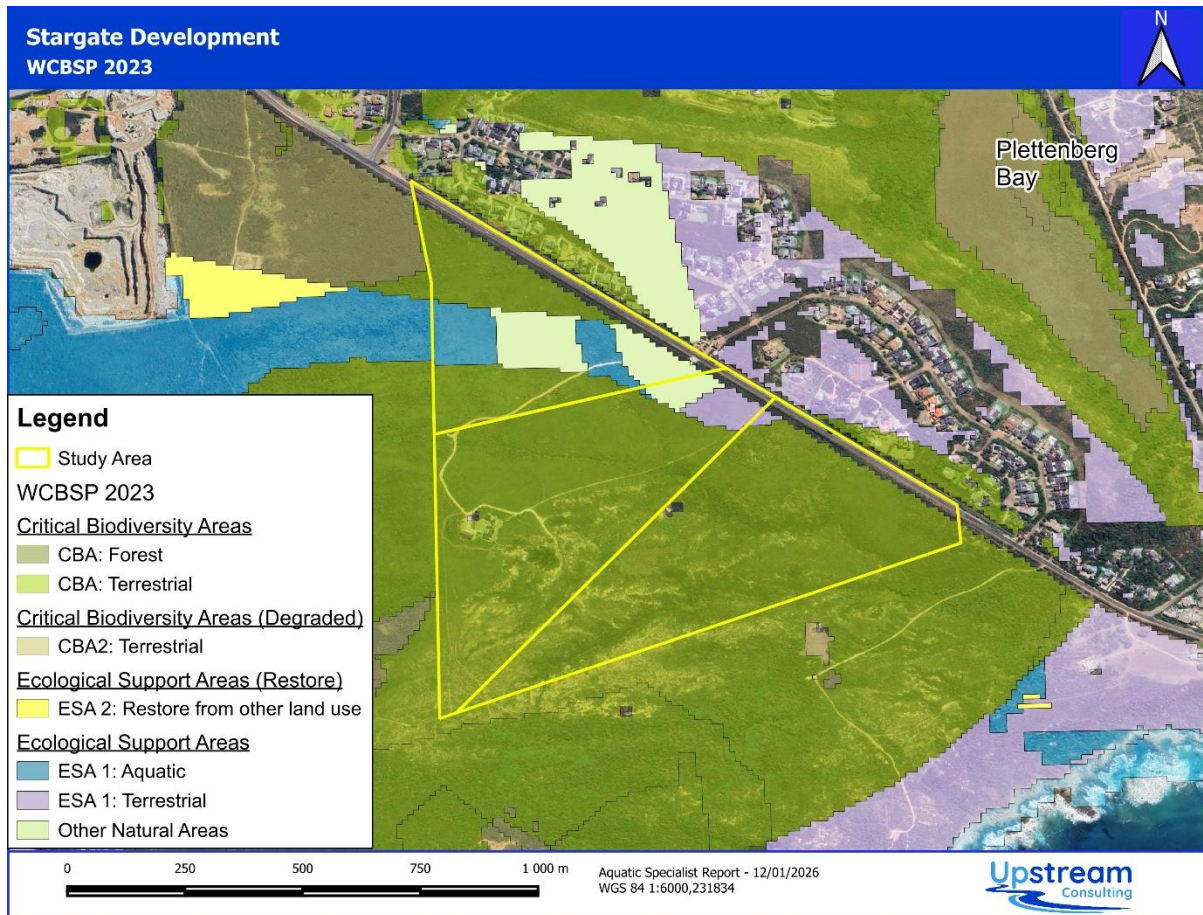 Stargate Development
WCBSP 2023
N
Plettenberg
Bay
Legend
Study Area
WCBSP 2023
Critical Biodiversity Areas
CBA: Forest
CBA: Terrestrial
Critical Biodiversity Areas (Degraded)
CBA2: Terrestrial
Ecological Support Areas (Restore)
ESA 2: Restore from other land use
Ecological Support Areas
ESA 1: Aquatic
ESA 1: Terrestrial
Other Natural Areas
0 250 500 750 1 000 m
Aquatic Specialist Report - 12/01/2026
WGS 84 1:6000,231834
Upstream
Consulting